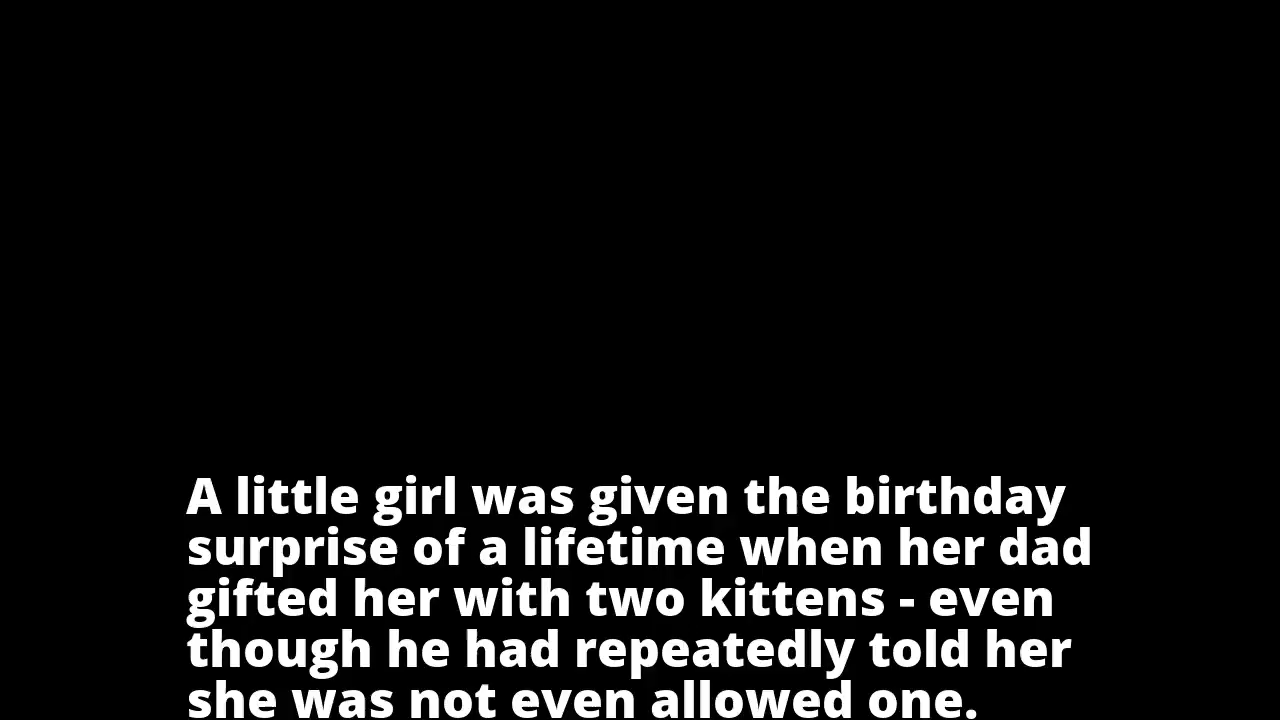 A little girl was given the birthday
surprise of a lifetime when her dad
gifted her with two kittens - even
though he had repeatedly told her
she was not even allowed one.